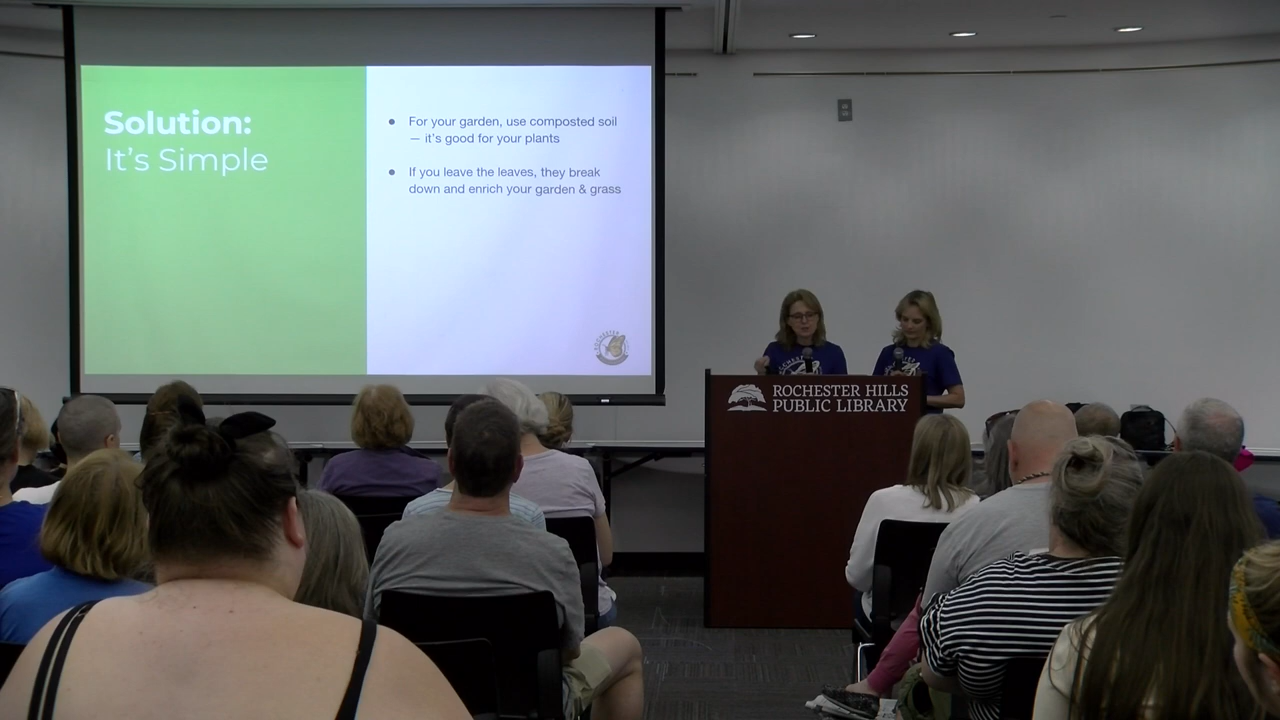 Solution:
It's Simple
● For your garden, use composted soil
— it's good for your plants
● If you leave the leaves, they break
down and enrich your garden & grass
ROCHESTER
ROCHESTER HILLS
PUBLIC LIBRARY